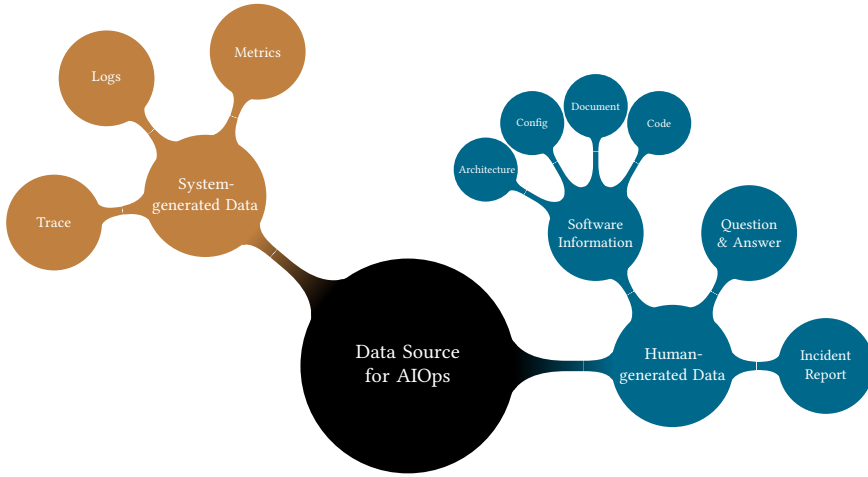 Metrics
Logs
System-
generated Data
Trace
Document
Config
Code
Architecture
Software
Information
Question
& Answer
Data Source
for AIOps
Human-
generated Data
Incident
Report